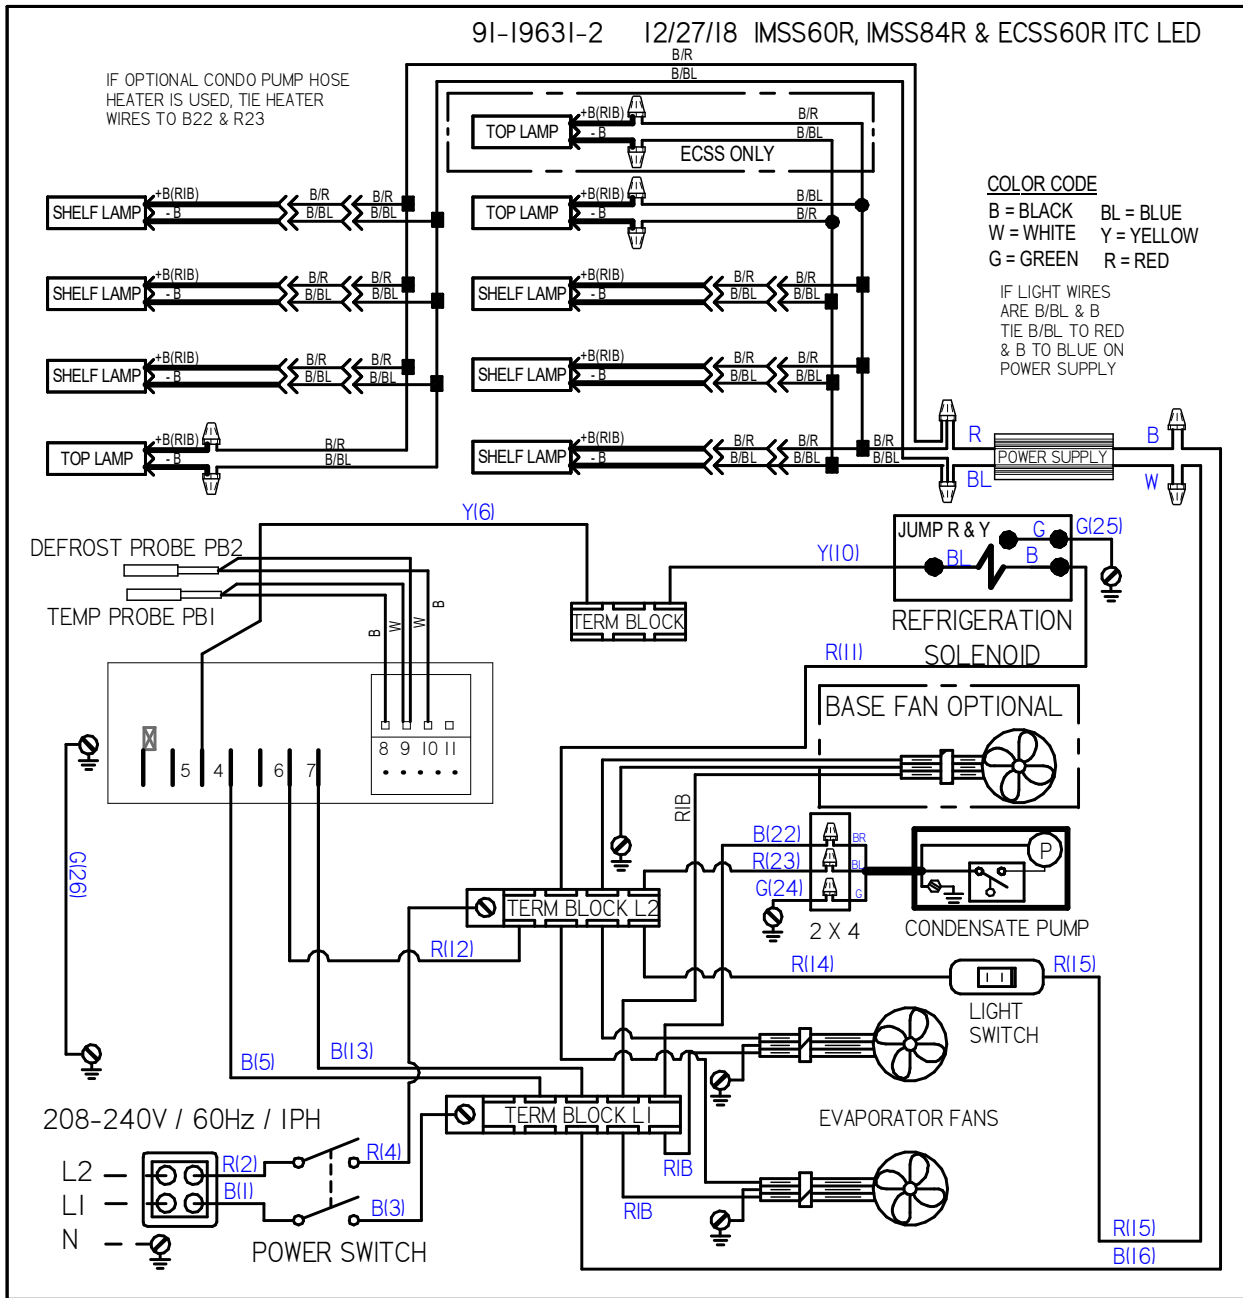 91-19631-2 12/27/18 IMSS60R, IMSS84R & ECSS60R ITC LED
B/R
B/BL
IF OPTIONAL CONDO PUMP HOSE
HEATER IS USED, TIE HEATER
WIRES TO B22 & R23
TOP LAMP +B(RIB) - B B/R B/BL
ECSS ONLY
SHELF LAMP +B(RIB) - B B/R B/BL B/R B/BL
TOP LAMP +B(RIB) - B B/BL B/R
COLOR CODE
B = BLACK BL = BLUE
W = WHITE Y = YELLOW
G = GREEN R = RED
SHELF LAMP +B(RIB) - B B/R B/BL B/R B/BL
SHELF LAMP +B(RIB) - B B/R B/BL B/R B/BL
IF LIGHT WIRES
ARE B/BL & B
TIE B/BL TO RED
& B TO BLUE ON
POWER SUPPLY
SHELF LAMP +B(RIB) - B B/R B/BL B/R B/BL
SHELF LAMP +B(RIB) - B B/R B/BL B/R B/BL
TOP LAMP +B(RIB) - B B/R B/BL
SHELF LAMP +B(RIB) - B B/R B/BL B/R B/BL B/R B/BL
R
BL
POWER SUPPLY
B
W
Y(6)
DEFROST PROBE PB2
TEMP PROBE PB1
B W W B
TERM BLOCK
Y(10)
JUMP R & Y
G G(25)
BL B
REFRIGERATION
SOLENOID
R(11)
BASE FAN OPTIONAL
8 9 10 11
5 4 6 7
RIB
G(26)
B(22) BR
R(23) BL
G(24) G
2 X 4
P
CONDENSATE PUMP
TERM BLOCK L2
R(12)
R(14)
R(15)
LIGHT
SWITCH
B(5)
B(13)
TERM BLOCK L1
EVAPORATOR FANS
208-240V / 60Hz / 1PH
L2 R(2) R(4)
L1 B(1) B(3)
N
POWER SWITCH
RIB
RIB
R(15)
B(16)